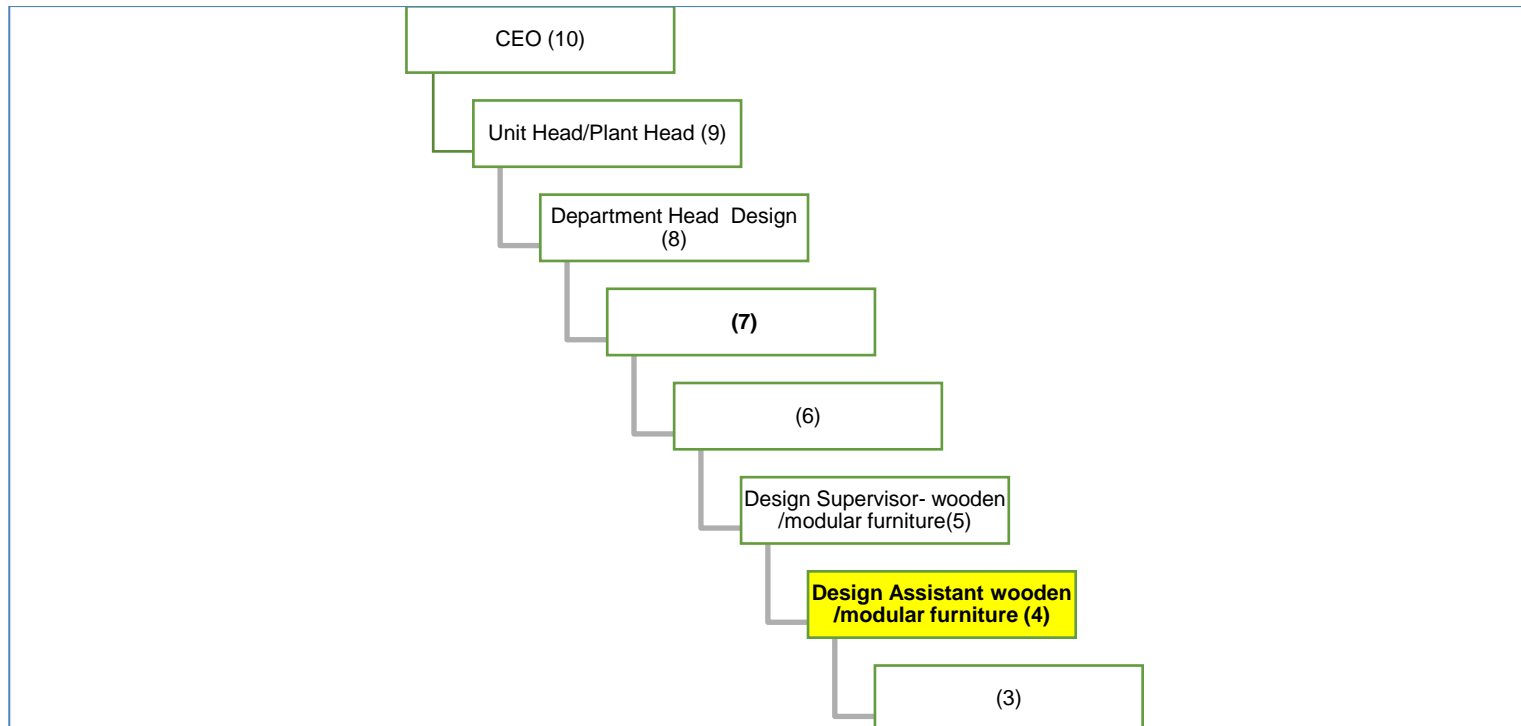 CEO (10)
Unit Head/Plant Head (9)
Department Head  Design
(8)
(7)
(6)
Design Supervisor- wooden
/modular furniture(5)
Design Assistant wooden
/modular furniture (4)
(3)